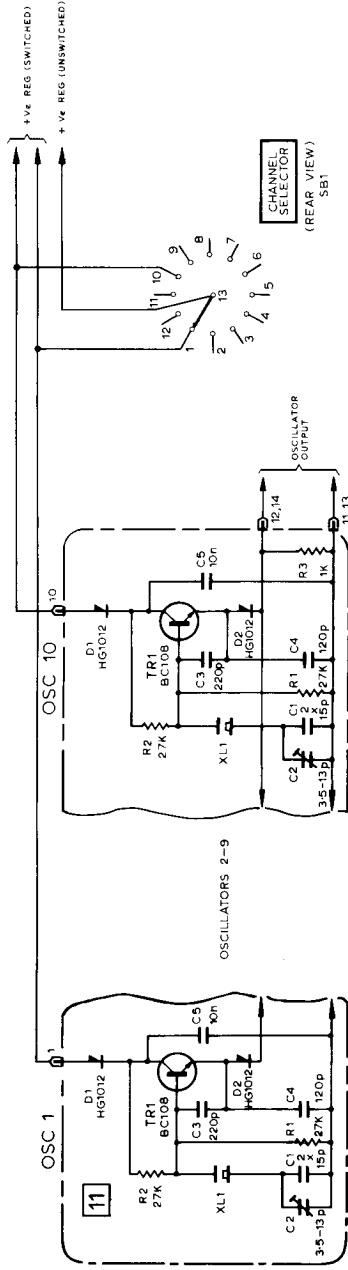 OSC 1
1
11
D1
HG1012
R2
27K
TR1
BC108
C5
10n
C3
220p
D2
HG1012
XL1
C4
120p
R1
27K
C1
2
x
15p
C2
3·5-13p
OSCILLATORS 2-9
OSC 10
10
D1
HG1012
R2
27K
TR1
BC108
C5
10n
C3
220p
D2
HG1012
XL1
C4
120p
R1
27K
C1
2
x
15p
C2
3·5-13p
R3
1K
12,14
11,13
OSCILLATOR
OUTPUT
1
2
3
4
5
6
7
8
9
10
11
12
13
CHANNEL
SELECTOR
(REAR VIEW)
SB1
+Ve REG (SWITCHED)
+ Ve REG (UNSWITCHED)